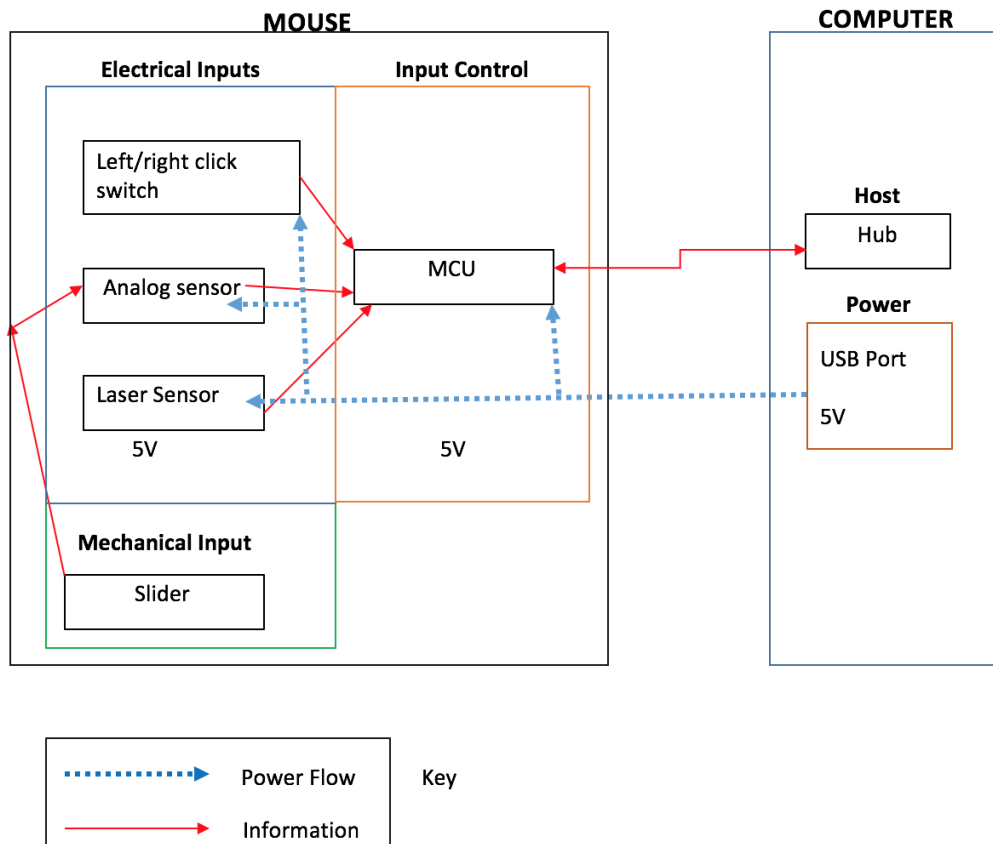 MOUSE
COMPUTER
Electrical Inputs
Input Control
Left/right click
switch
Analog sensor
Laser Sensor
5V
MCU
5V
Host
Hub
Power
USB Port
5V
Mechanical Input
Slider
Power Flow
Key
Information